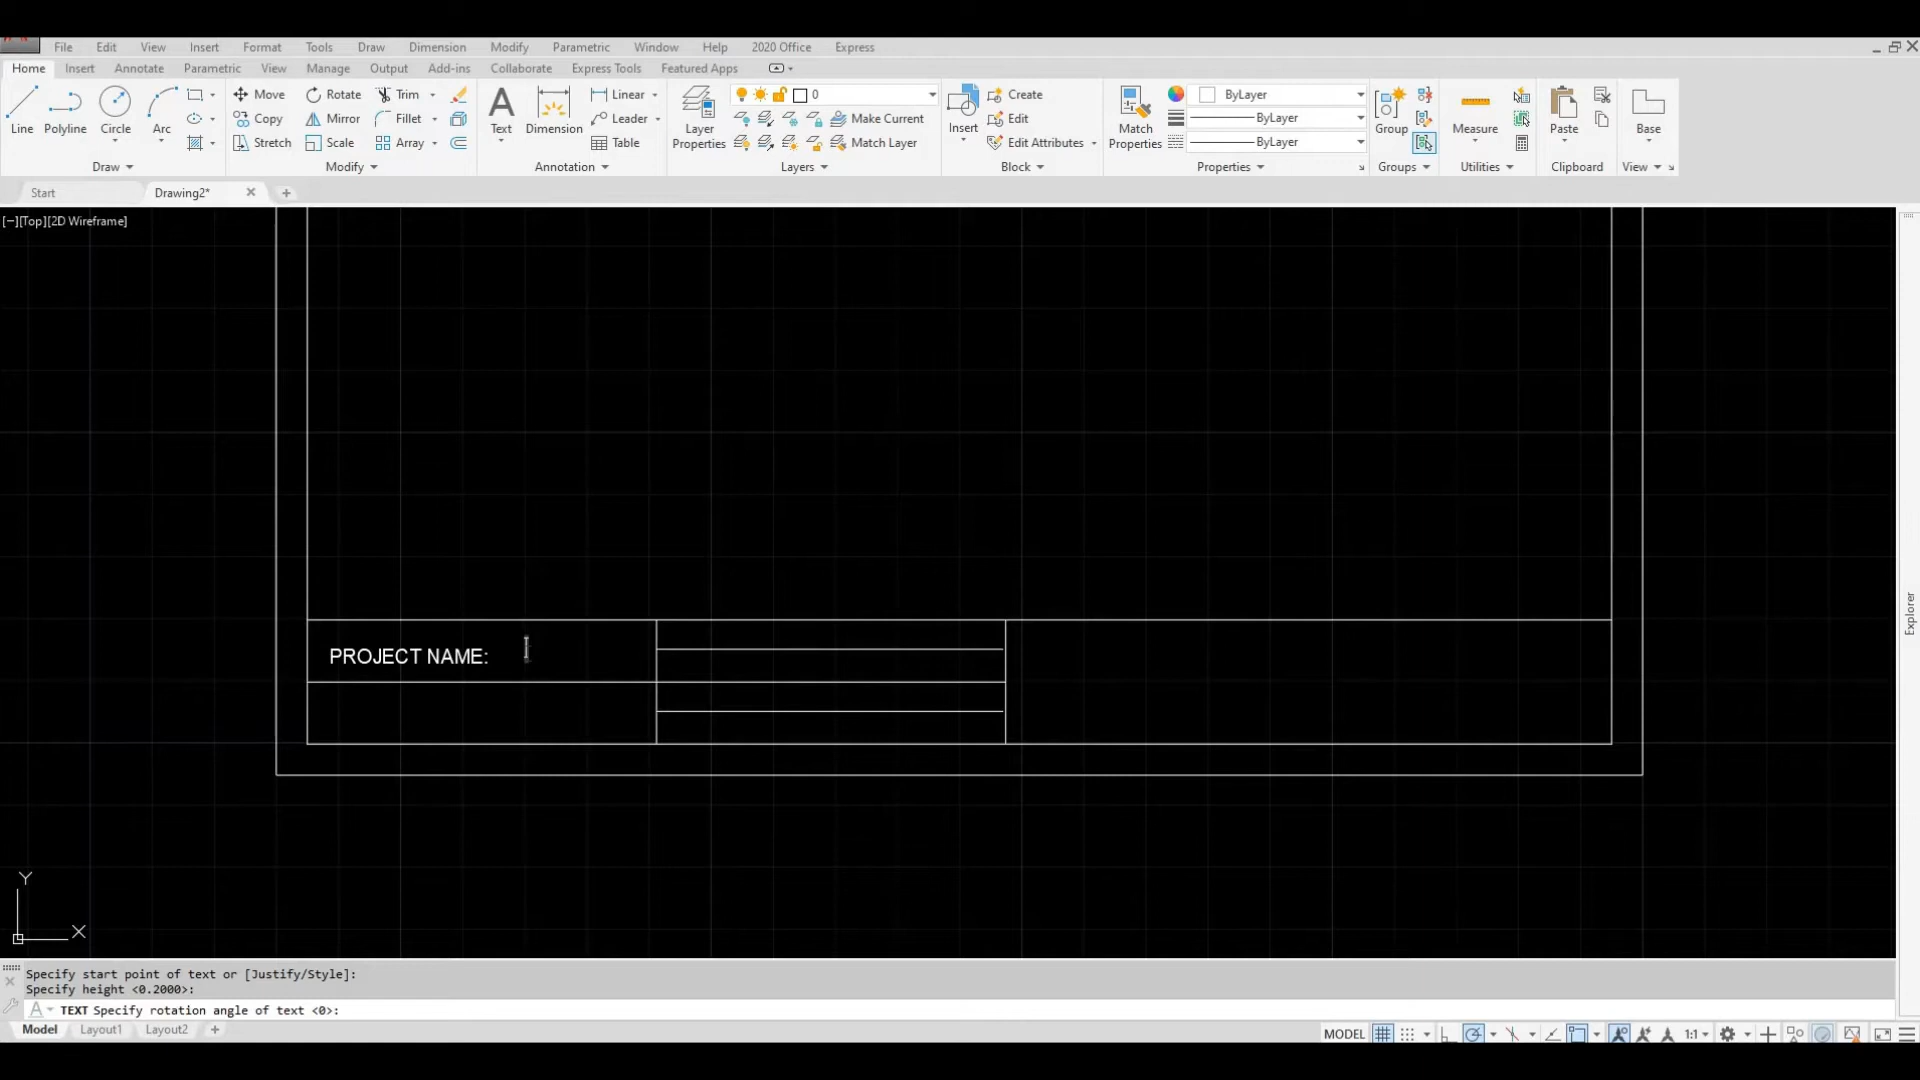 File Edit View Insert Format Tools Draw Dimension Modify Parametric Window Help 2020 Office Express
Home Insert Annotate Parametric View Manage Output Add-ins Collaborate Express Tools Featured Apps
Move Rotate Trim Linear 0 Create ByLayer
Copy Mirror Fillet Leader Make Current Edit ByLayer
Line Polyline Circle Arc Text Dimension Layer Properties Insert Match Properties Group Measure Paste Base
Stretch Scale Array Table Match Layer Edit Attributes ByLayer
Draw Modify Annotation Layers Block Properties Groups Utilities Clipboard View
Start Drawing2*
[−][Top][2D Wireframe]
Explorer
PROJECT NAME:
Y
X
Specify start point of text or [Justify/Style]:
Specify height <0.2000>:
TEXT Specify rotation angle of text <0>:
Model Layout1 Layout2
MODEL 1:1